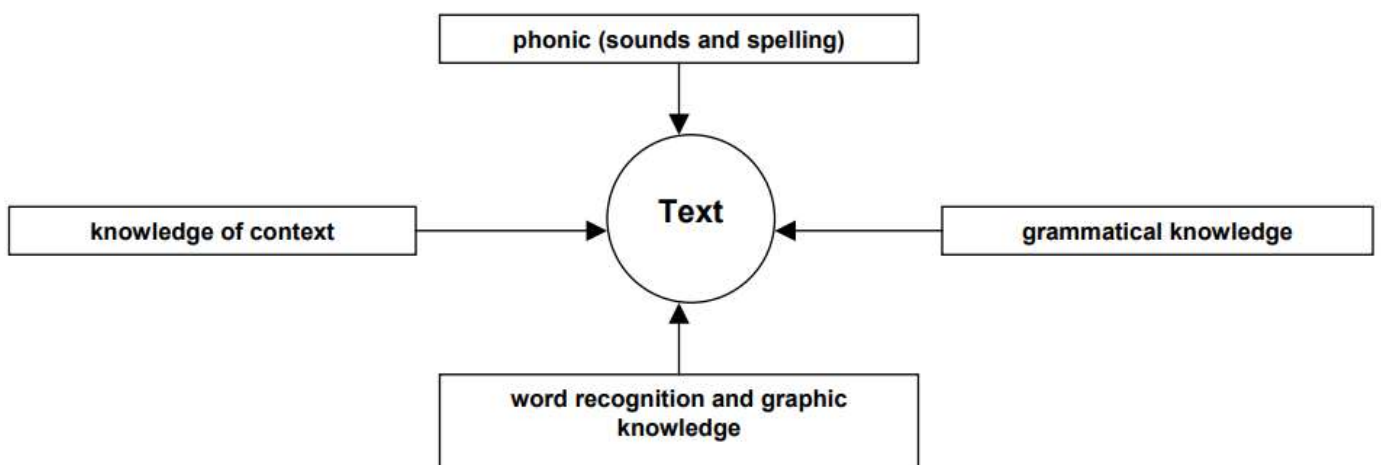 phonic (sounds and spelling)
Text
knowledge of context
grammatical knowledge
word recognition and graphic
knowledge